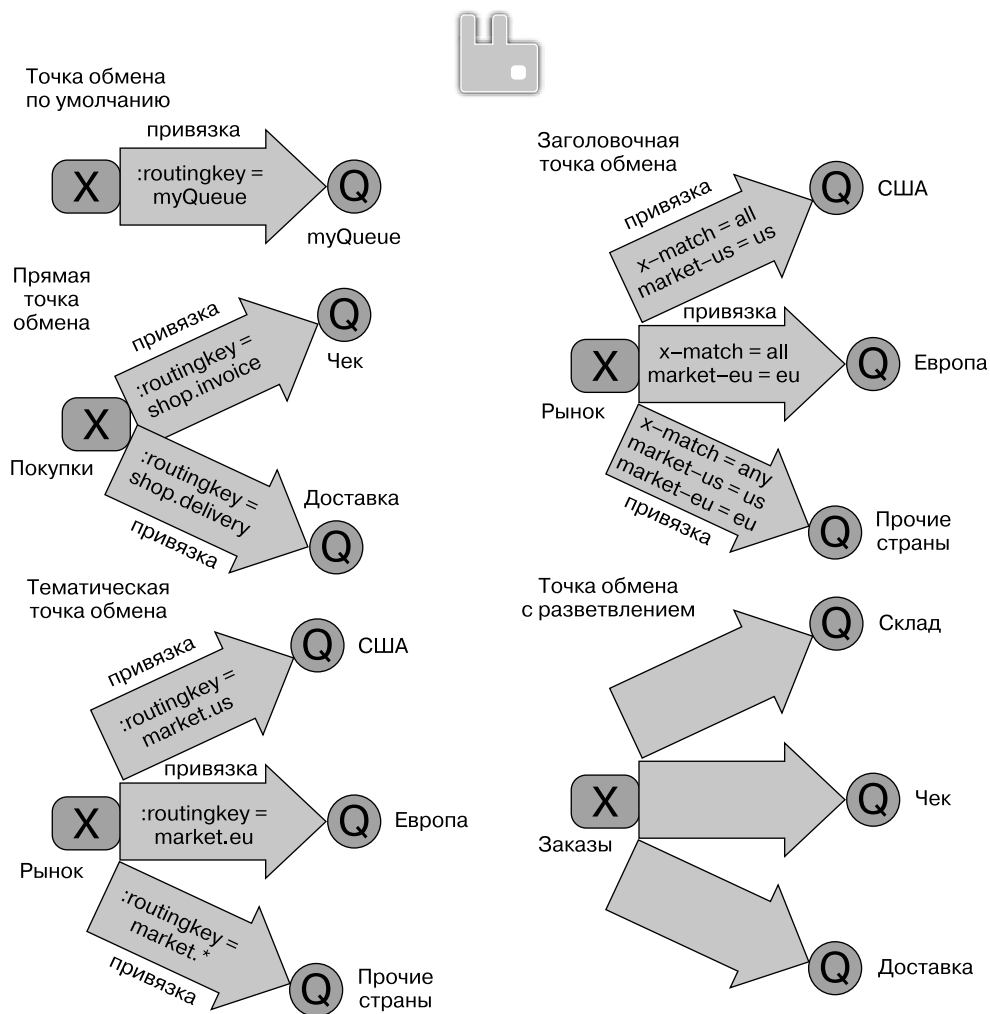 Точка обмена
по умолчанию
привязка
X
:routingkey =
myQueue
Q
myQueue
Прямая
точка
обмена
привязка
:routingkey =
shop.invoice
Q
Чек
X
Покупки
:routingkey =
shop.delivery
привязка
Доставка
Q
Тематическая
точка обмена
привязка
:routingkey =
market.us
Q
США
привязка
X
:routingkey =
market.eu
Q
Европа
Рынок
:routingkey =
market. *
привязка
Q
Прочие
страны
Заголовочная
точка обмена
привязка
x–match = all
market–us = us
Q
США
привязка
X
x–match = all
market–eu = eu
Q
Европа
Рынок
x–match = any
market–us = us
market–eu = eu
привязка
Q
Прочие
страны
Точка обмена
с разветвлением
Q
Склад
X
Заказы
Q
Чек
Q
Доставка